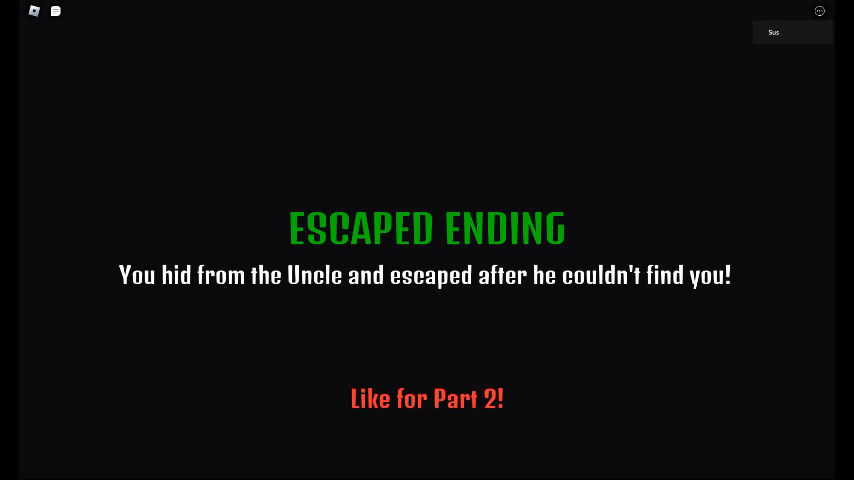 Sus
ESCAPED ENDING
You hid from the Uncle and escaped after he couldn't find you!
Like for Part 2!